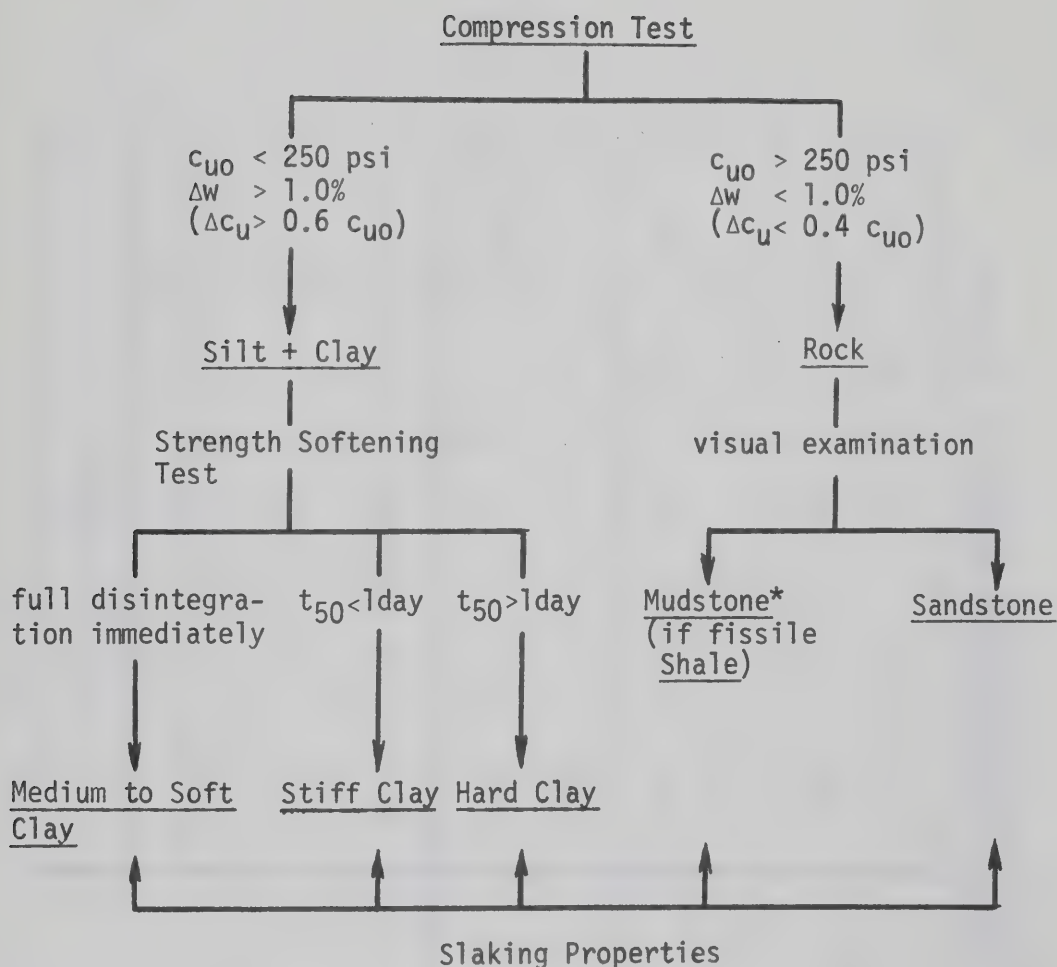 Compression Test
c_uo < 250 psi
Δw > 1.0%
(Δc_u> 0.6 c_uo)
c_uo > 250 psi
Δw < 1.0%
(Δc_u< 0.4 c_uo)
Silt + Clay
Rock
Strength Softening
Test
visual examination
full disintegra-
tion immediately
t_50<1day
t_50>1day
Mudstone*
(if fissile
Shale)
Sandstone
Medium to Soft
Clay
Stiff Clay
Hard Clay
Slaking Properties